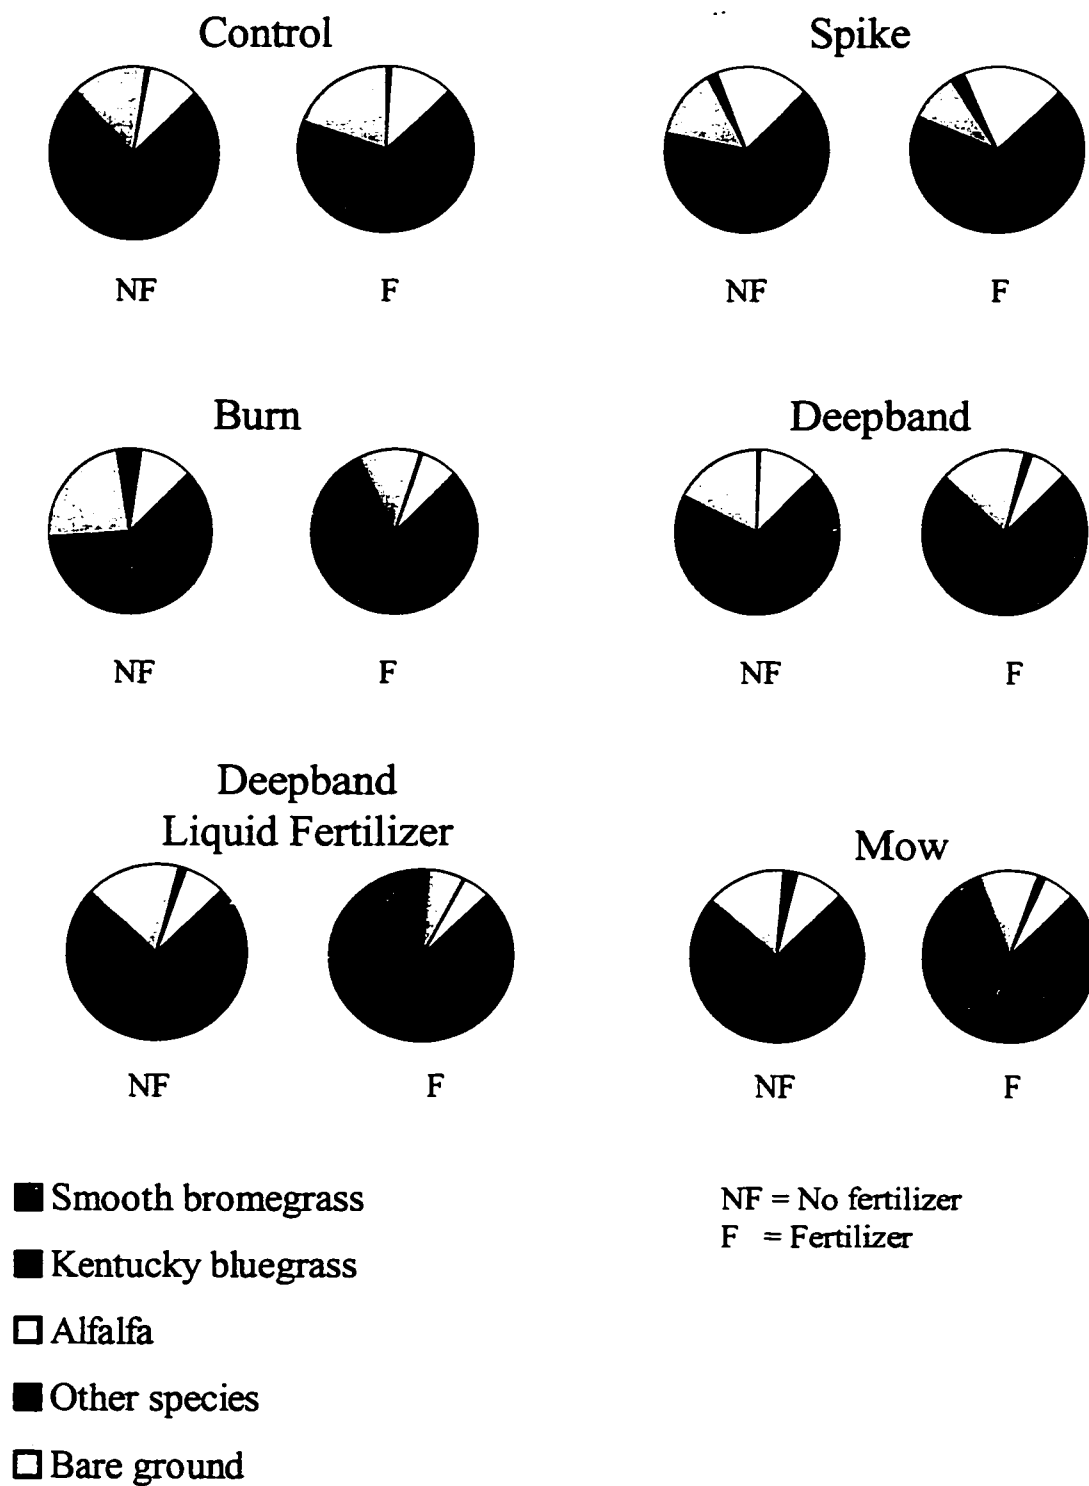 Control
Spike
NF
F
NF
F
Burn
Deepband
NF
F
NF
F
Deepband
Liquid Fertilizer
Mow
NF
F
NF
F
Smooth bromegrass
Kentucky bluegrass
Alfalfa
Other species
Bare ground
NF = No fertilizer
F = Fertilizer